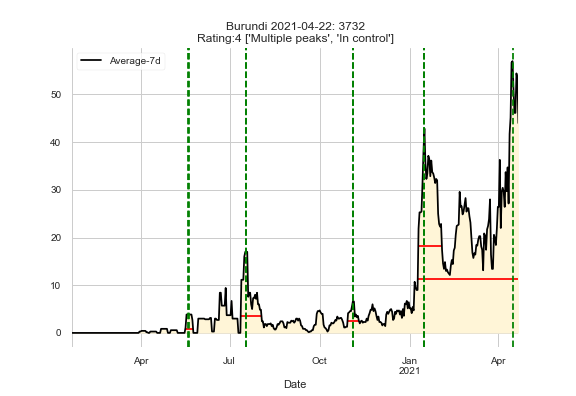 Burundi 2021-04-22: 3732
Rating:4 ['Multiple peaks', 'In control']
Average-7d
50
40
30
20
10
0
Apr Jul Oct Jan Apr
2021
Date